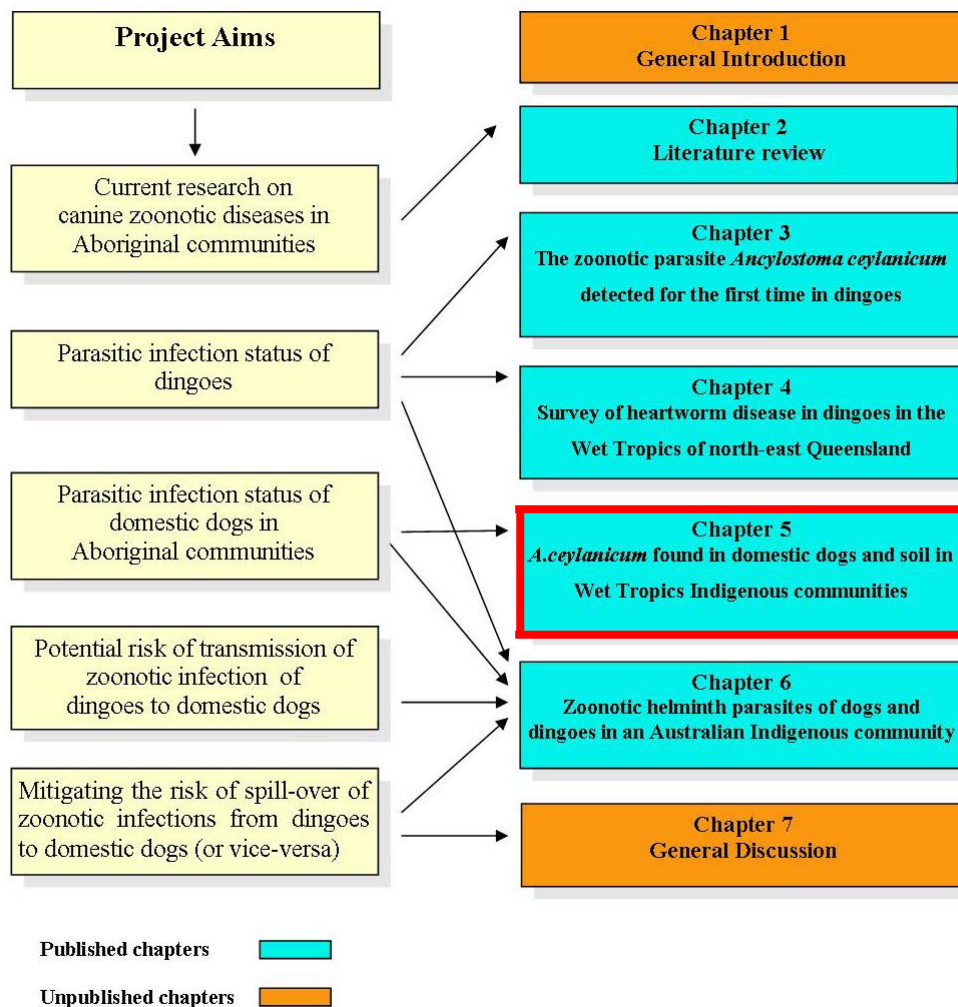 Project Aims
Current research on
canine zoonotic diseases in
Aboriginal communities
Parasitic infection status of
dingoes
Parasitic infection status of
domestic dogs in
Aboriginal communities
Potential risk of transmission of
zoonotic infection of
dingoes to domestic dogs
Mitigating the risk of spill-over of
zoonotic infections from dingoes
to domestic dogs (or vice-versa)
Chapter 1
General Introduction
Chapter 2
Literature review
Chapter 3
The zoonotic parasite Ancylostoma ceylanicum
detected for the first time in dingoes
Chapter 4
Survey of heartworm disease in dingoes in the
Wet Tropics of north-east Queensland
Chapter 5
A.ceylanicum found in domestic dogs and soil in
Wet Tropics Indigenous communities
Chapter 6
Zoonotic helminth parasites of dogs and
dingoes in an Australian Indigenous community
Chapter 7
General Discussion
Published chapters
Unpublished chapters